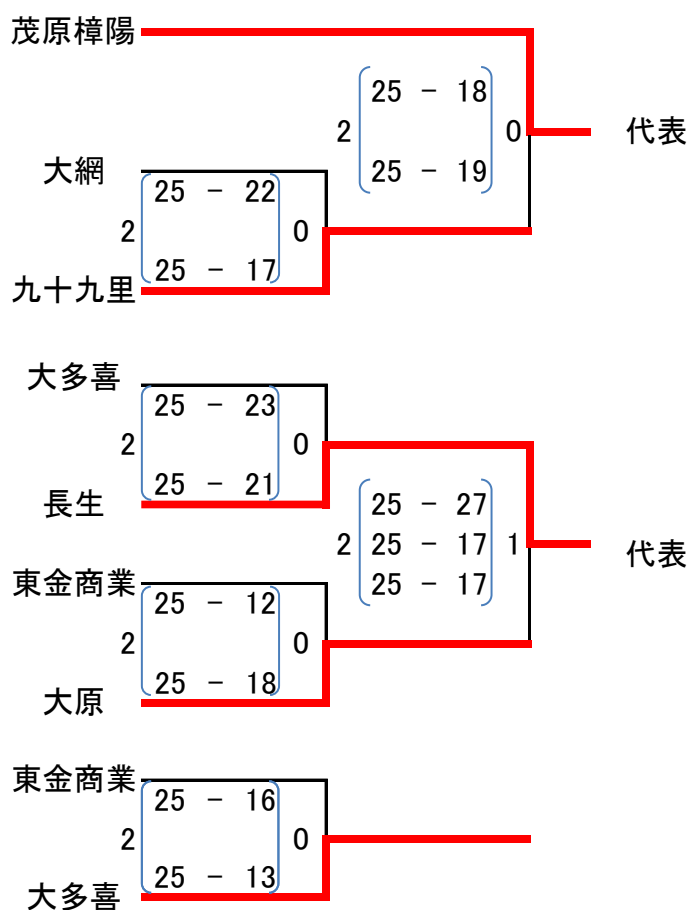 茂原樟陽
25 - 18
2 0 代表
25 - 19
大網
25 - 22
2 0
25 - 17
九十九里
大多喜
25 - 23
2 0
25 - 21
長生
25 - 27
2 25 - 17 1 代表
25 - 17
東金商業
25 - 12
2 0
25 - 18
大原
東金商業
25 - 16
2 0
25 - 13
大多喜